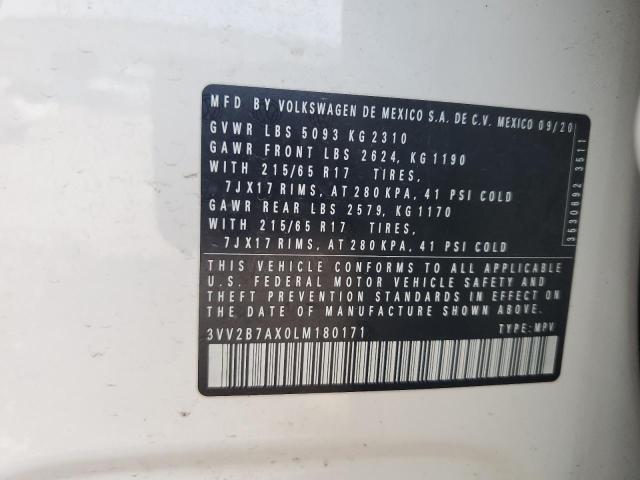 MFD BY VOLKSWAGEN DE MEXICO S.A. DE C.V. MEXICO 09/20
GVWR LBS 5093 KG 2310
GAWR FRONT LBS 2624, KG 1190
WITH 215/65 R17 TIRES,
7JX17 RIMS, AT 280 KPA, 41 PSI COLD
GAWR REAR LBS 2579, KG 1170
WITH 215/65 R17 TIRES,
7JX17 RIMS, AT 280 KPA, 41 PSI COLD
THIS VEHICLE CONFORMS TO ALL APPLICABLE
U.S. FEDERAL MOTOR VEHICLE SAFETY AND
THEFT PREVENTION STANDARDS IN EFFECT ON
THE DATE OF MANUFACTURE SHOWN ABOVE.
3VV2B7AX0LM180171 TYPE: MPV
3530892 3511